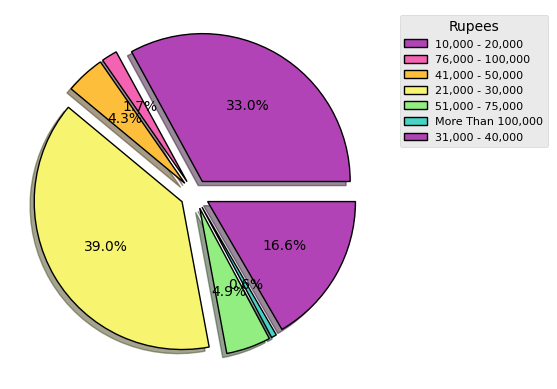 Rupees
10,000 - 20,000
76,000 - 100,000
41,000 - 50,000
21,000 - 30,000
51,000 - 75,000
More Than 100,000
31,000 - 40,000
33.0%
1.7%
4.3%
39.0%
16.6%
0.6%
4.9%